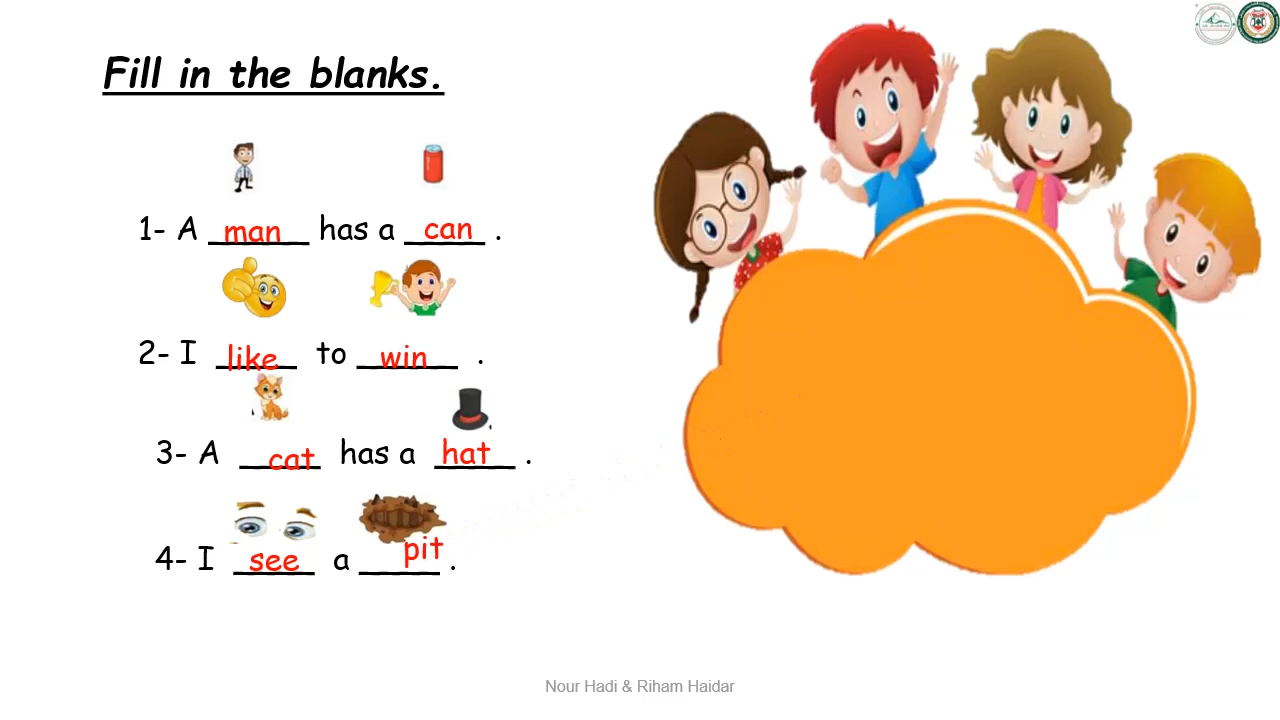 Fill in the blanks.
1- A man has a can .
2- I like to win .
3- A cat has a hat .
4- I see a pit .
Nour Hadi & Riham Haidar